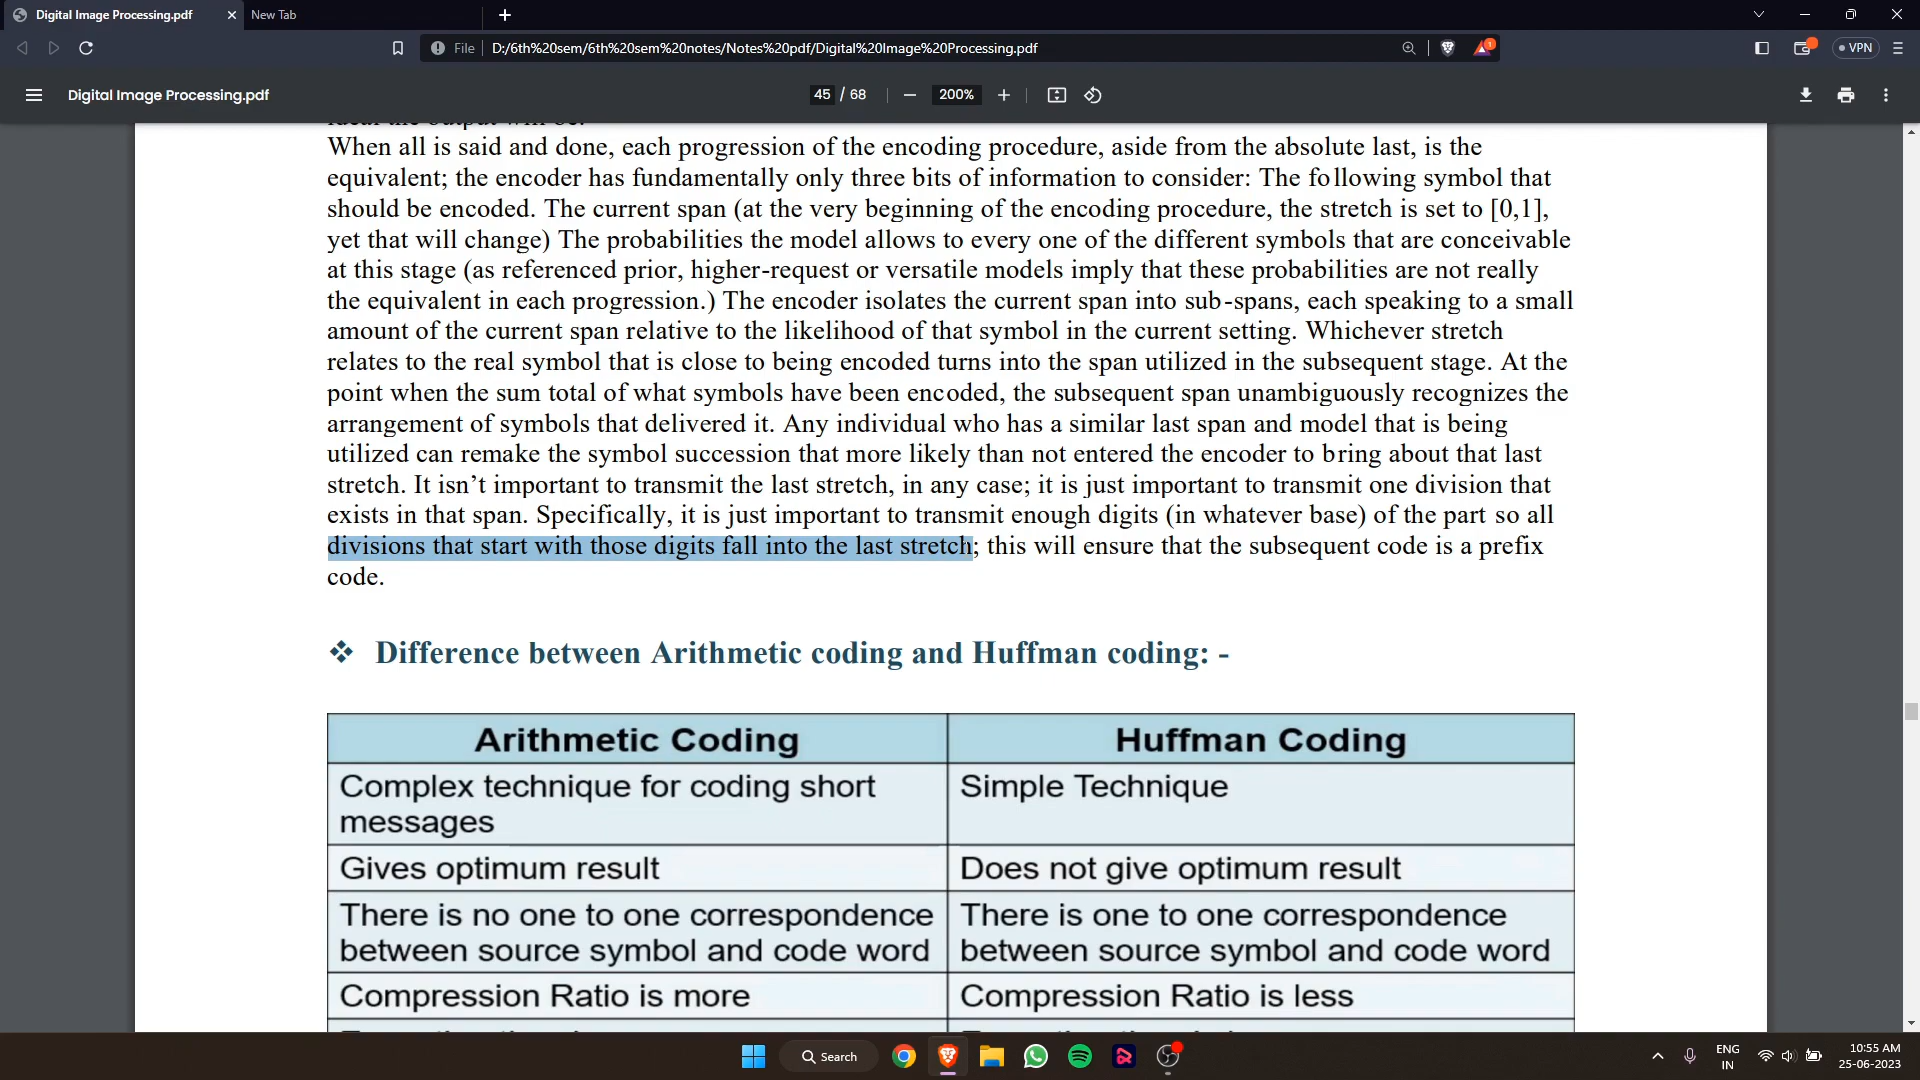 Digital Image Processing.pdf
New Tab
File
D:/6th%20sem/6th%20sem%20notes/Notes%20pdf/Digital%20Image%20Processing.pdf
1
VPN
Digital Image Processing.pdf
45 / 68
200%
ideal the output will be.
When all is said and done, each progression of the encoding procedure, aside from the absolute last, is the
equivalent; the encoder has fundamentally only three bits of information to consider: The following symbol that
should be encoded. The current span (at the very beginning of the encoding procedure, the stretch is set to [0,1],
yet that will change) The probabilities the model allows to every one of the different symbols that are conceivable
at this stage (as referenced prior, higher-request or versatile models imply that these probabilities are not really
the equivalent in each progression.) The encoder isolates the current span into sub-spans, each speaking to a small
amount of the current span relative to the likelihood of that symbol in the current setting. Whichever stretch
relates to the real symbol that is close to being encoded turns into the span utilized in the subsequent stage. At the
point when the sum total of what symbols have been encoded, the subsequent span unambiguously recognizes the
arrangement of symbols that delivered it. Any individual who has a similar last span and model that is being
utilized can remake the symbol succession that more likely than not entered the encoder to bring about that last
stretch. It isn’t important to transmit the last stretch, in any case; it is just important to transmit one division that
exists in that span. Specifically, it is just important to transmit enough digits (in whatever base) of the part so all
divisions that start with those digits fall into the last stretch; this will ensure that the subsequent code is a prefix
code.
❖ Difference between Arithmetic coding and Huffman coding: -
Arithmetic Coding
Huffman Coding
Complex technique for coding short
messages
Simple Technique
Gives optimum result
Does not give optimum result
There is no one to one correspondence
between source symbol and code word
There is one to one correspondence
between source symbol and code word
Compression Ratio is more
Compression Ratio is less
Search
ENG
IN
10:55 AM
25-06-2023